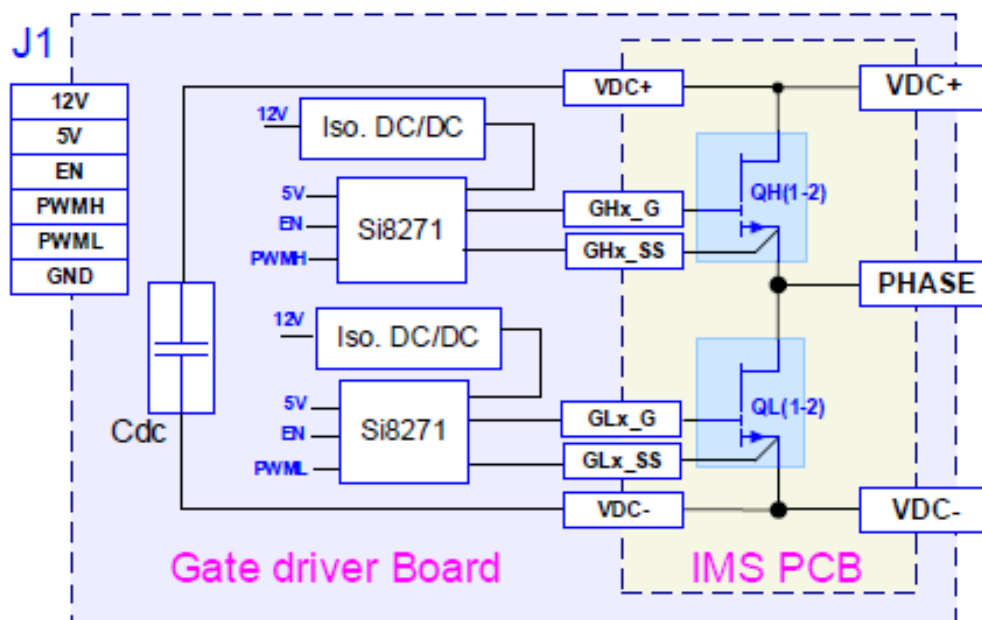 J1
12V
5V
EN
PWMH
PWML
GND
VDC+
VDC+
12V
Iso. DC/DC
QH(1-2)
5V
EN
PWMH
Si8271
GHx_G
GHx_SS
PHASE
12V
Iso. DC/DC
QL(1-2)
5V
EN
PWML
Si8271
GLx_G
GLx_SS
Cdc
VDC-
VDC-
Gate driver Board
IMS PCB